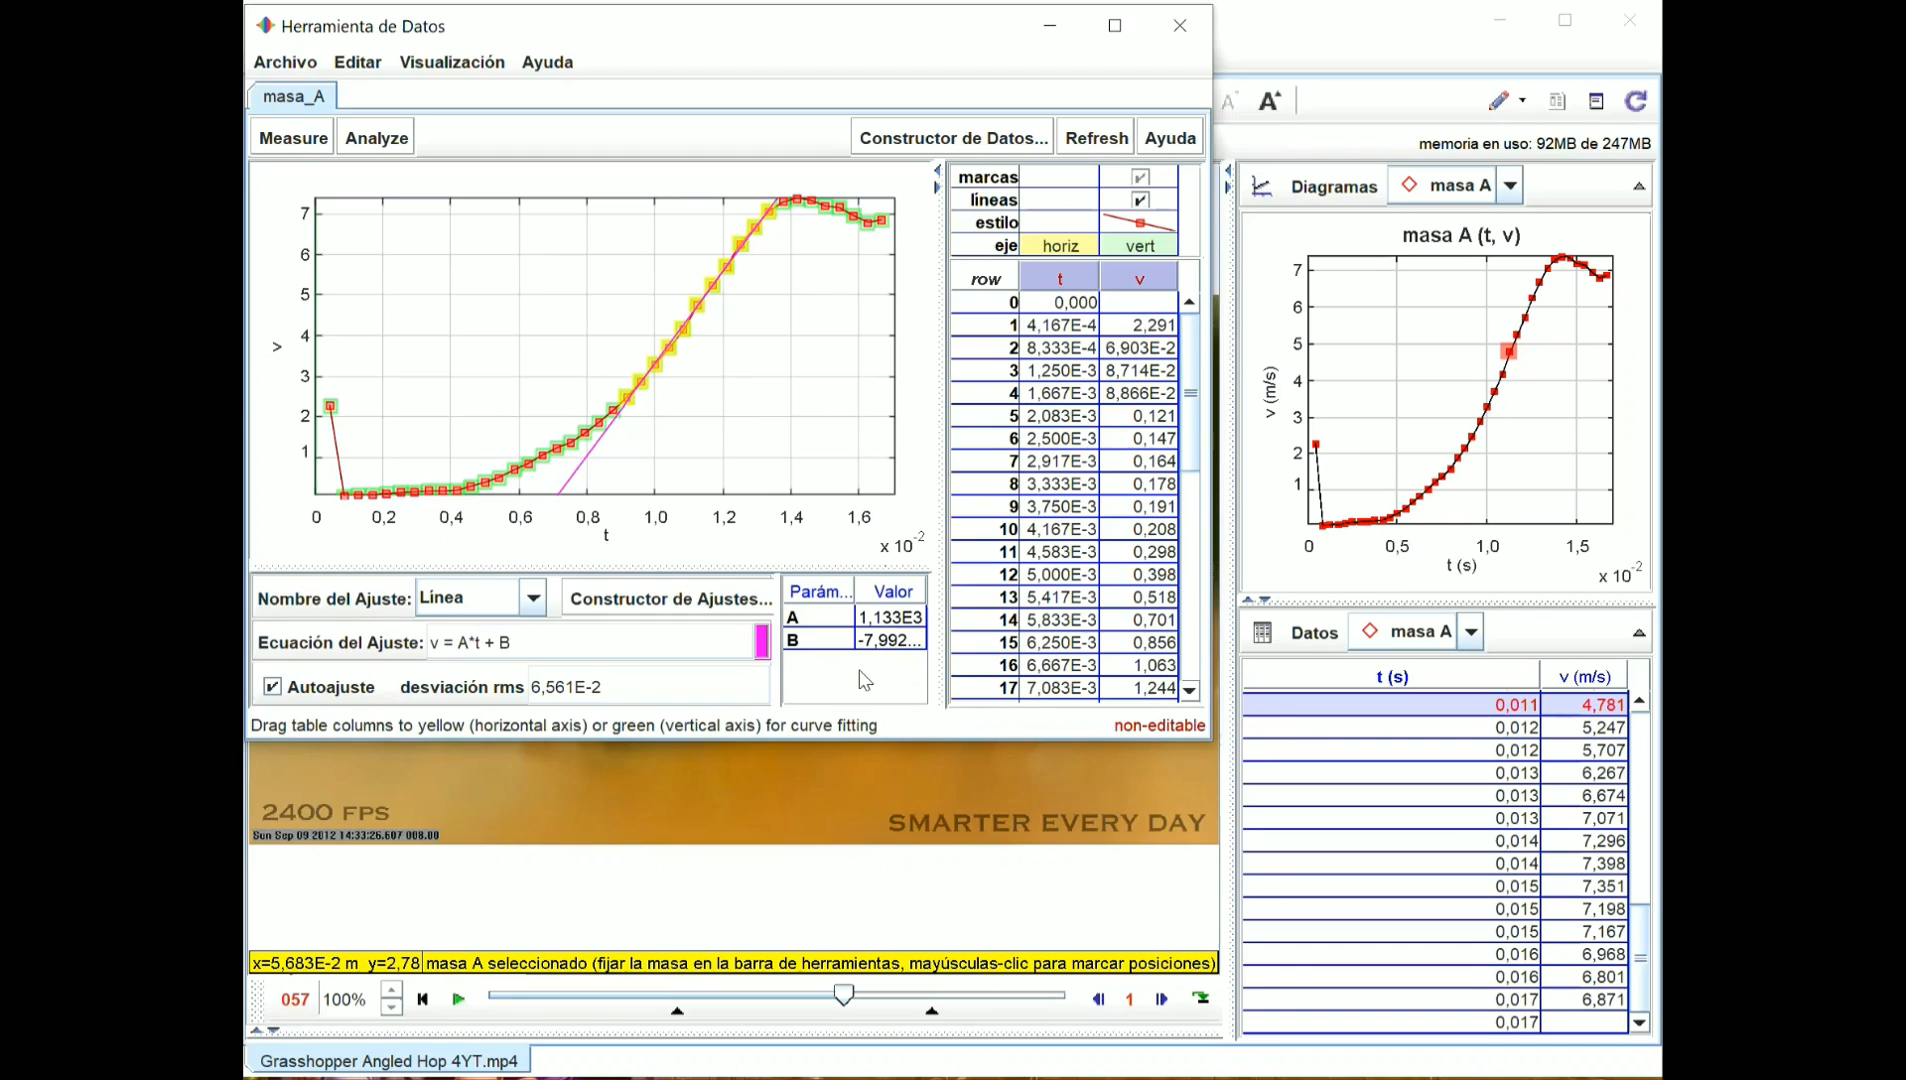 Herramienta de Datos
Archivo Editar Visualización Ayuda
masa_A
Measure Analyze Constructor de Datos... Refresh Ayuda
7
6
5
4
3
2
1
v
0 0,2 0,4 0,6 0,8 1,0 1,2 1,4 1,6
t
x 10-2
marcas
líneas
estilo
eje horiz vert
row t v
0 0,000
1 4,167E-4 2,291
2 8,333E-4 6,903E-2
3 1,250E-3 8,714E-2
4 1,667E-3 8,866E-2
5 2,083E-3 0,121
6 2,500E-3 0,147
7 2,917E-3 0,164
8 3,333E-3 0,178
9 3,750E-3 0,191
10 4,167E-3 0,208
11 4,583E-3 0,298
12 5,000E-3 0,398
13 5,417E-3 0,518
14 5,833E-3 0,701
15 6,250E-3 0,856
16 6,667E-3 1,063
17 7,083E-3 1,244
Nombre del Ajuste: Línea Constructor de Ajustes...
Ecuación del Ajuste: v = A*t + B
Autoajuste desviación rms 6,561E-2
Parám... Valor
A 1,133E3
B -7,992...
Drag table columns to yellow (horizontal axis) or green (vertical axis) for curve fitting non-editable
A A
memoria en uso: 92MB de 247MB
Diagramas masa A
masa A (t, v)
7
6
5
4
3
2
1
v (m/s)
0 0,5 1,0 1,5
t (s)
x 10-2
Datos masa A
t (s) v (m/s)
0,011 4,781
0,012 5,247
0,012 5,707
0,013 6,267
0,013 6,674
0,013 7,071
0,014 7,296
0,014 7,398
0,015 7,351
0,015 7,198
0,015 7,167
0,016 6,968
0,016 6,801
0,017 6,871
0,017
2400 FPS
Sun Sep 09 2012 14:33:26.607 008.00
SMARTER EVERY DAY
x=5,683E-2 m y=2,78 masa A seleccionado (fijar la masa en la barra de herramientas, mayúsculas-clic para marcar posiciones)
057 100% 1
Grasshopper Angled Hop 4YT.mp4